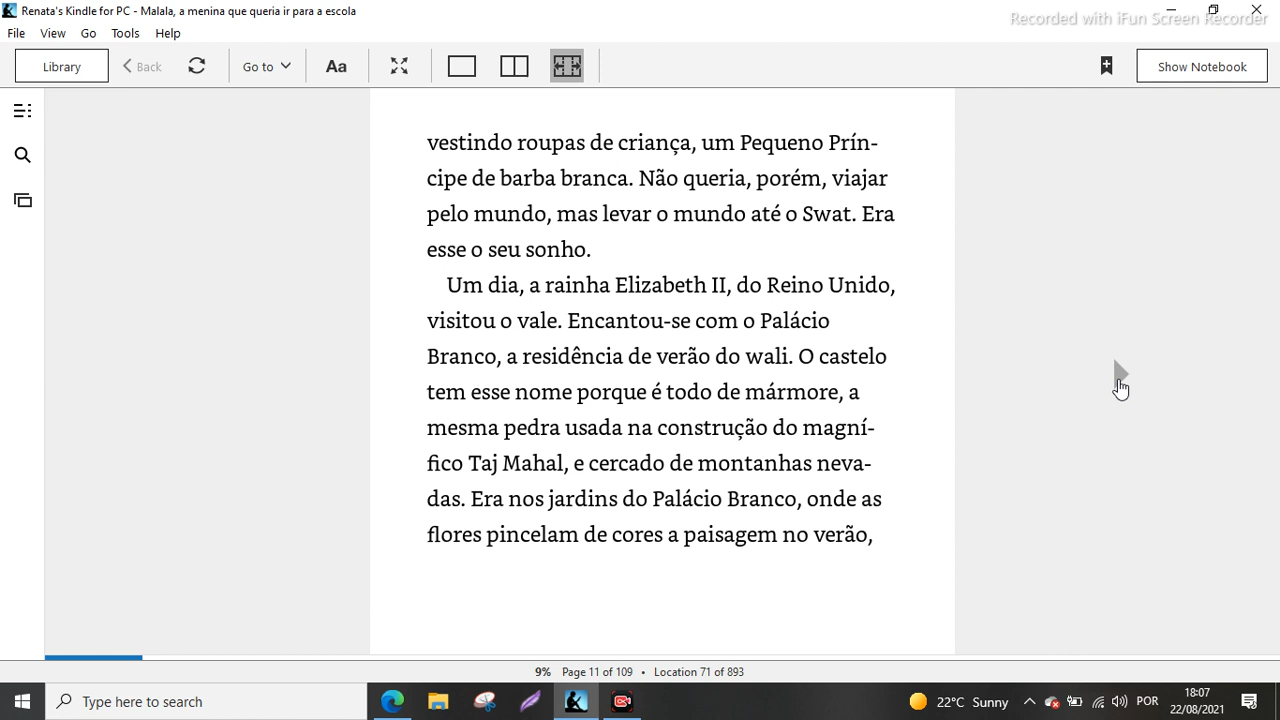 Renata's Kindle for PC - Malala, a menina que queria ir para a escola
Recorded with iFun Screen Recorder
File View Go Tools Help
Library Back Go to Aa Show Notebook
vestindo roupas de criança, um Pequeno Prín-
cipe de barba branca. Não queria, porém, viajar
pelo mundo, mas levar o mundo até o Swat. Era
esse o seu sonho.
Um dia, a rainha Elizabeth II, do Reino Unido,
visitou o vale. Encantou-se com o Palácio
Branco, a residência de verão do wali. O castelo
tem esse nome porque é todo de mármore, a
mesma pedra usada na construção do magní-
fico Taj Mahal, e cercado de montanhas neva-
das. Era nos jardins do Palácio Branco, onde as
flores pincelam de cores a paisagem no verão,
9% Page 11 of 109 • Location 71 of 893
Type here to search
22°C Sunny
POR
18:07
22/08/2021